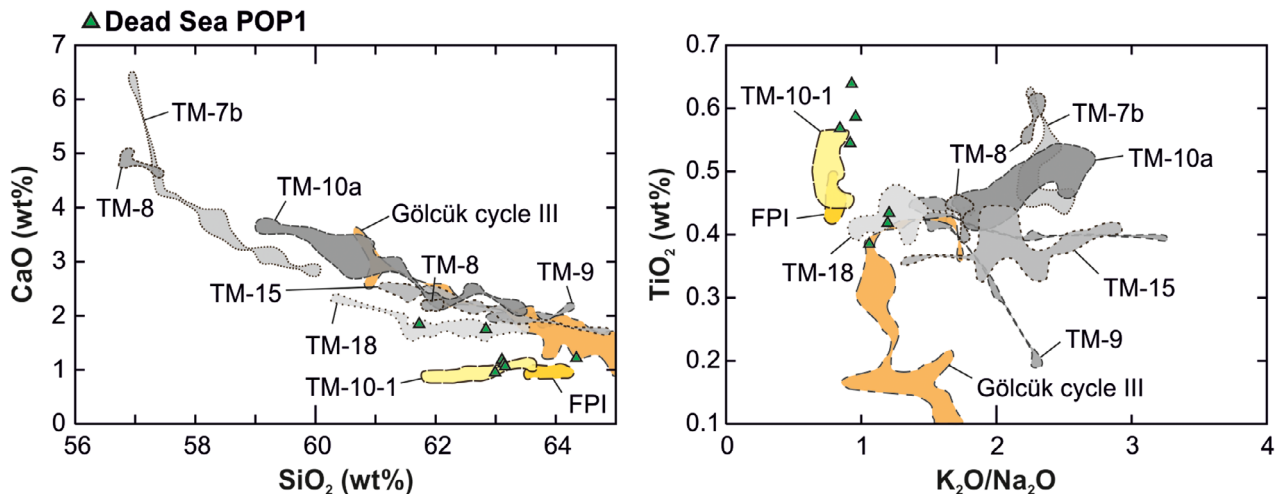 ▲ Dead Sea POP1
7
6
5
4
3
2
1
0
CaO (wt%)
TM-7b
TM-8
TM-10a
Gölcük cycle III
TM-8
TM-9
TM-15
TM-18
TM-10-1
FPI
56
58
60
62
64
SiO₂ (wt%)
0.7
0.6
0.5
0.4
0.3
0.2
0.1
TiO₂ (wt%)
TM-10-1
TM-7b
TM-8
TM-10a
FPI
TM-18
TM-15
TM-9
Gölcük cycle III
0
1
2
3
4
K₂O/Na₂O